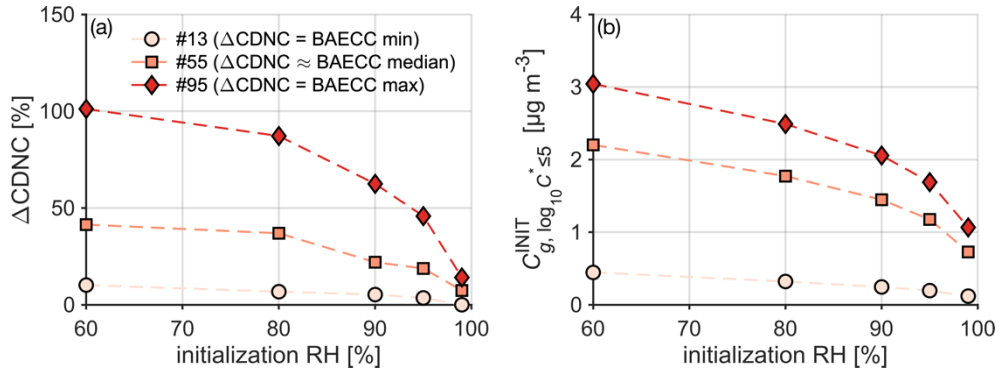 (a)
150
100
50
0
ΔCDNC [%]
#13 (ΔCDNC = BAECC min)
#55 (ΔCDNC ≈ BAECC median)
#95 (ΔCDNC = BAECC max)
60 70 80 90 100
initialization RH [%]
(b)
4
3
2
1
0
C^INIT_g, log10 C* ≤5 [μg m⁻³]
60 70 80 90 100
initialization RH [%]